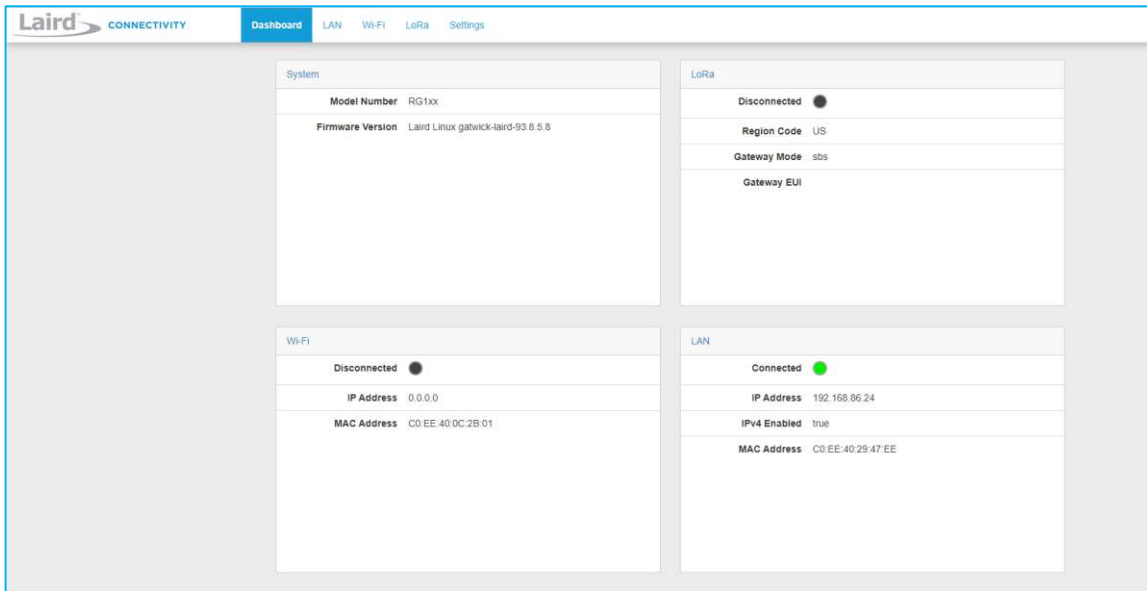 Laird™ CONNECTIVITY
Dashboard LAN Wi-Fi LoRa Settings
System
Model Number RG1xx
Firmware Version Laird Linux gatwick-laird-93.8.5.8
LoRa
Disconnected
Region Code US
Gateway Mode sbs
Gateway EUI
Wi-Fi
Disconnected
IP Address 0.0.0.0
MAC Address C0:EE:40:0C:2B:01
LAN
Connected
IP Address 192.168.86.24
IPv4 Enabled true
MAC Address C0:EE:40:29:47:EE